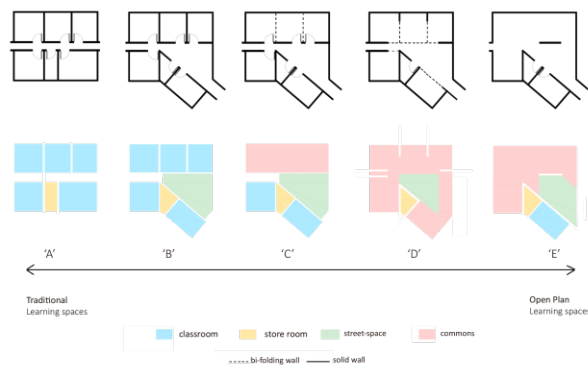 'A' 'B' 'C' 'D' 'E'
Traditional
Learning spaces
Open Plan
Learning spaces
classroom store room street-space commons
bi-folding wall solid wall